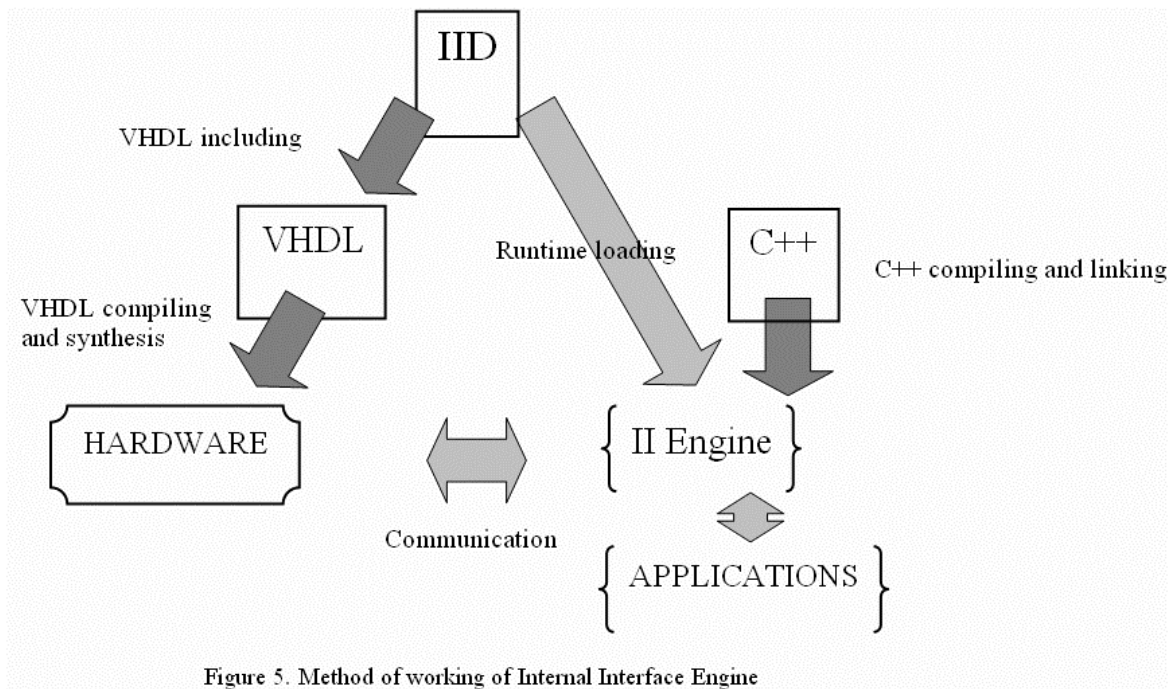 IID
VHDL including
VHDL
Runtime loading
C++
C++ compiling and linking
VHDL compiling
and synthesis
HARDWARE
II Engine
Communication
APPLICATIONS
Figure 5. Method of working of Internal Interface Engine